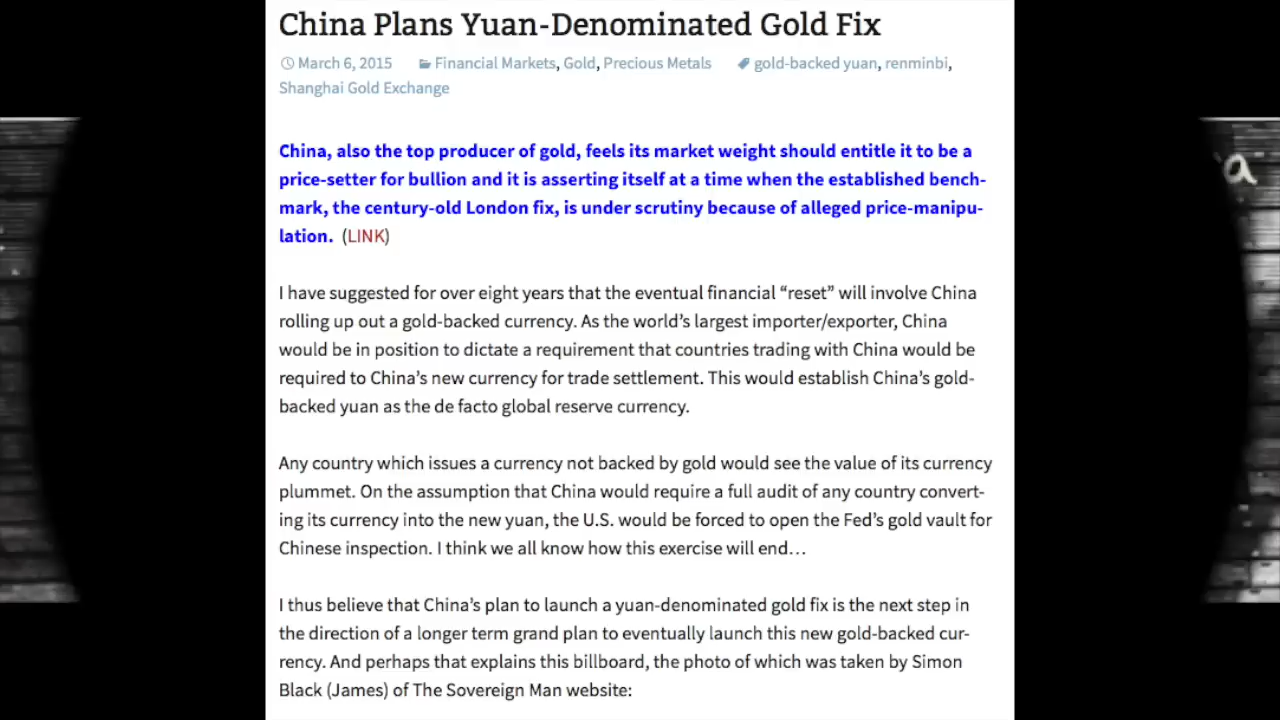 China Plans Yuan-Denominated Gold Fix
March 6, 2015 Financial Markets, Gold, Precious Metals gold-backed yuan, renminbi,
Shanghai Gold Exchange
China, also the top producer of gold, feels its market weight should entitle it to be a
price-setter for bullion and it is asserting itself at a time when the established bench-
mark, the century-old London fix, is under scrutiny because of alleged price-manipu-
lation. (LINK)
I have suggested for over eight years that the eventual financial “reset” will involve China
rolling up out a gold-backed currency. As the world’s largest importer/exporter, China
would be in position to dictate a requirement that countries trading with China would be
required to China’s new currency for trade settlement. This would establish China’s gold-
backed yuan as the de facto global reserve currency.
Any country which issues a currency not backed by gold would see the value of its currency
plummet. On the assumption that China would require a full audit of any country convert-
ing its currency into the new yuan, the U.S. would be forced to open the Fed’s gold vault for
Chinese inspection. I think we all know how this exercise will end…
I thus believe that China’s plan to launch a yuan-denominated gold fix is the next step in
the direction of a longer term grand plan to eventually launch this new gold-backed cur-
rency. And perhaps that explains this billboard, the photo of which was taken by Simon
Black (James) of The Sovereign Man website: